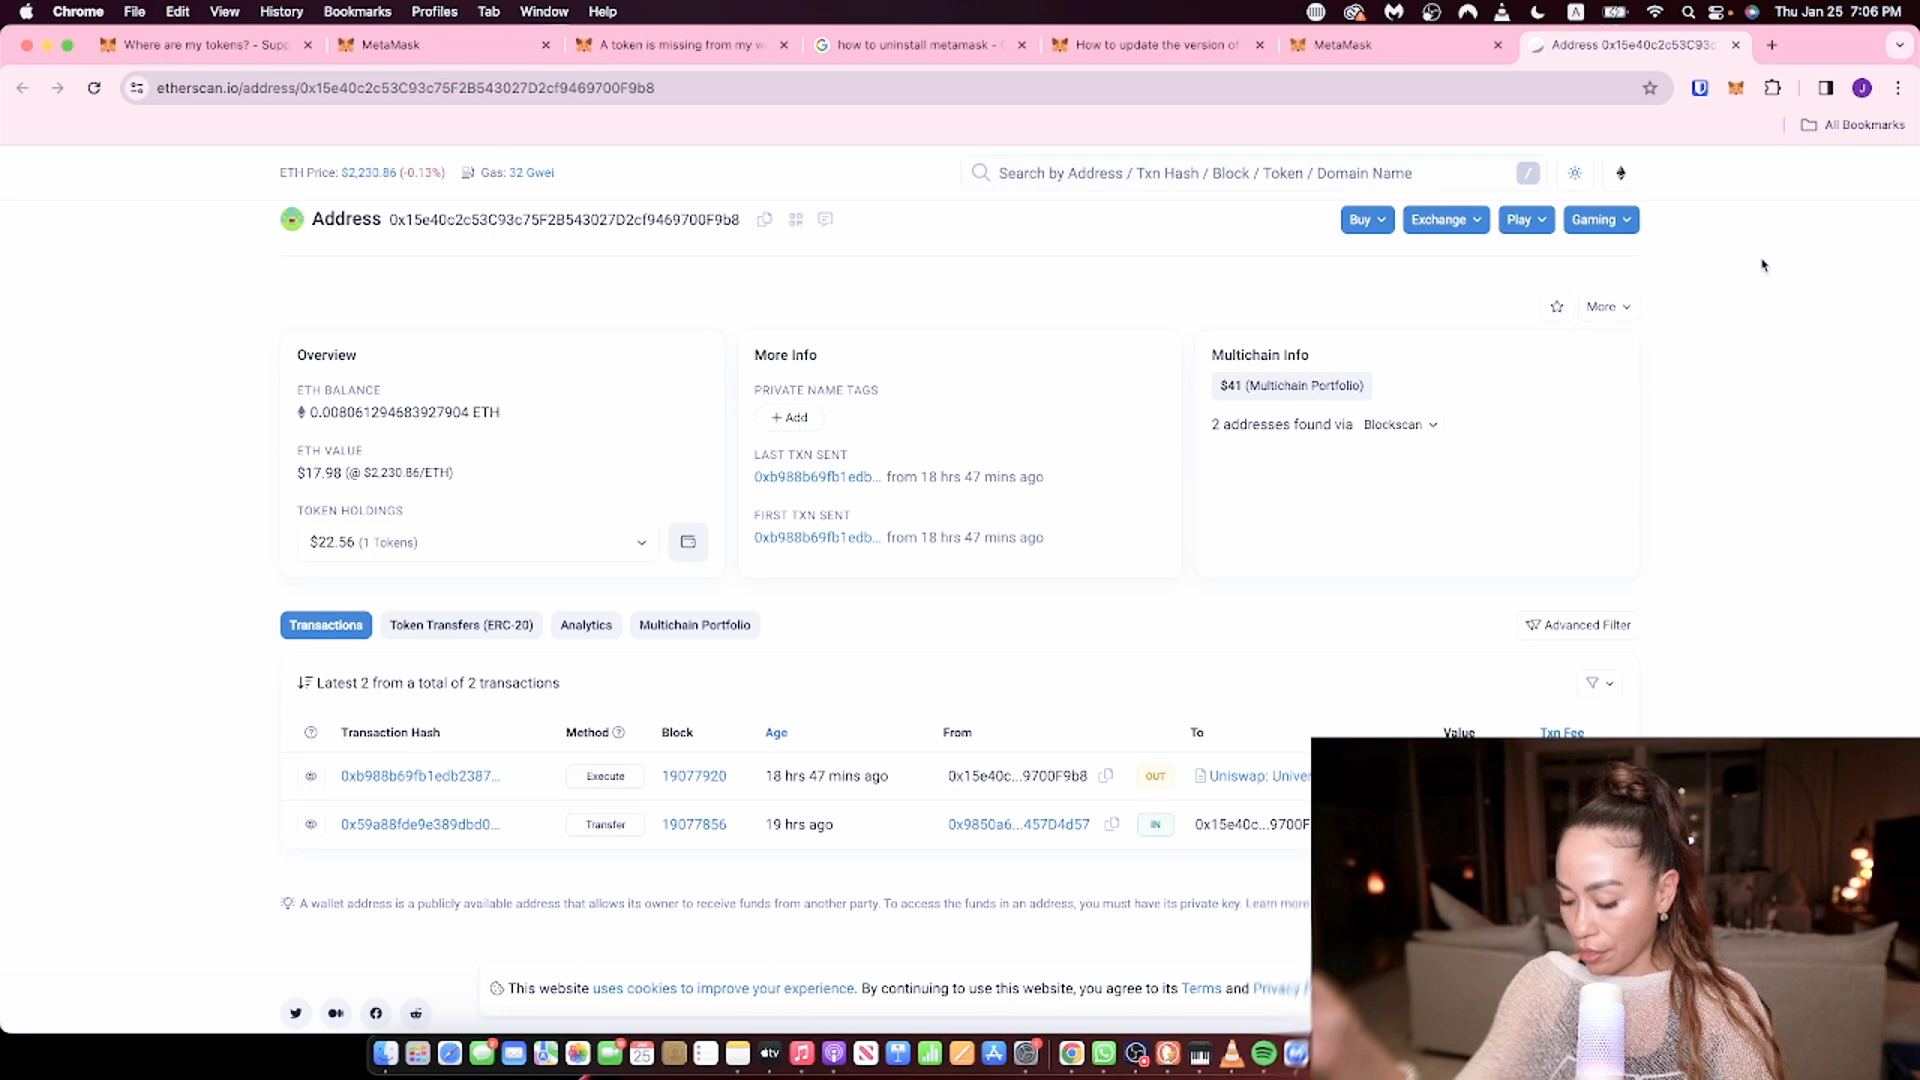 Chrome File Edit View History Bookmarks Profiles Tab Window Help A Thu Jan 25 7:06 PM
Where are my tokens? - Supp MetaMask A token is missing from my w how to uninstall metamask - How to update the version of MetaMask Address 0x15e40c2c53C93c
etherscan.io/address/0x15e40c2c53C93c75F2B543027D2cf9469700F9b8 J
All Bookmarks
ETH Price: $2,230.86 (-0.13%) Gas: 32 Gwei Search by Address / Txn Hash / Block / Token / Domain Name /
Address 0x15e40c2c53C93c75F2B543027D2cf9469700F9b8 Buy Exchange Play Gaming
More
Overview More Info Multichain Info
ETH BALANCE PRIVATE NAME TAGS $41 (Multichain Portfolio)
0.008061294683927904 ETH + Add 2 addresses found via Blockscan
ETH VALUE LAST TXN SENT
$17.98 (@ $2,230.86/ETH) 0xb988b69fb1edb... from 18 hrs 47 mins ago
TOKEN HOLDINGS FIRST TXN SENT
$22.56 (1 Tokens) 0xb988b69fb1edb... from 18 hrs 47 mins ago
Transactions Token Transfers (ERC-20) Analytics Multichain Portfolio Advanced Filter
Latest 2 from a total of 2 transactions
Transaction Hash Method Block Age From To Value Txn Fee
0xb988b69fb1edb2387... Execute 19077920 18 hrs 47 mins ago 0x15e40c...9700F9b8 OUT Uniswap: Univer
0x59a88fde9e389dbd0... Transfer 19077856 19 hrs ago 0x9850a6...457D4d57 IN 0x15e40c...9700F
A wallet address is a publicly available address that allows its owner to receive funds from another party. To access the funds in an address, you must have its private key. Learn more
This website uses cookies to improve your experience. By continuing to use this website, you agree to its Terms and Privacy
25 tv